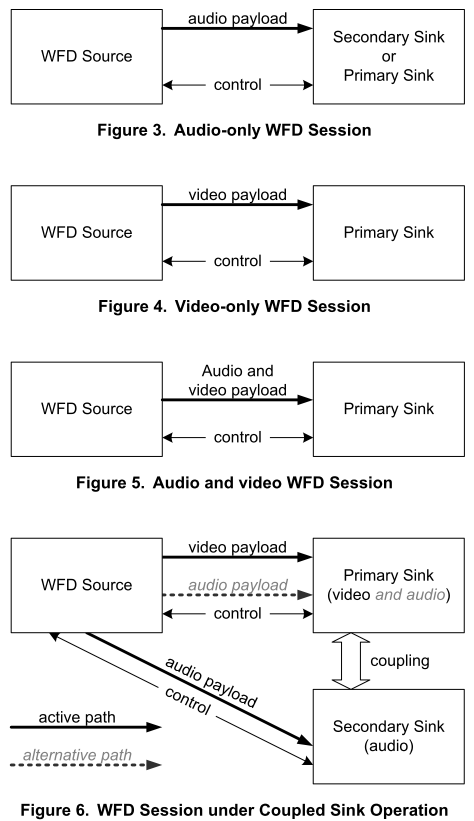 audio payload
WFD Source
Secondary Sink
or
Primary Sink
control
Figure 3. Audio-only WFD Session
video payload
WFD Source
Primary Sink
control
Figure 4. Video-only WFD Session
Audio and
video payload
WFD Source
Primary Sink
control
Figure 5. Audio and video WFD Session
video payload
WFD Source
audio payload
Primary Sink
(video and audio)
control
audio payload
control
coupling
active path
Secondary Sink
(audio)
alternative path
Figure 6. WFD Session under Coupled Sink Operation